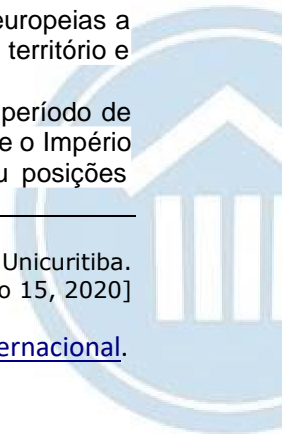 europeias a
território e
período de
e o Império
u posições
Unicuritiba.
o 15, 2020]
ernacional.